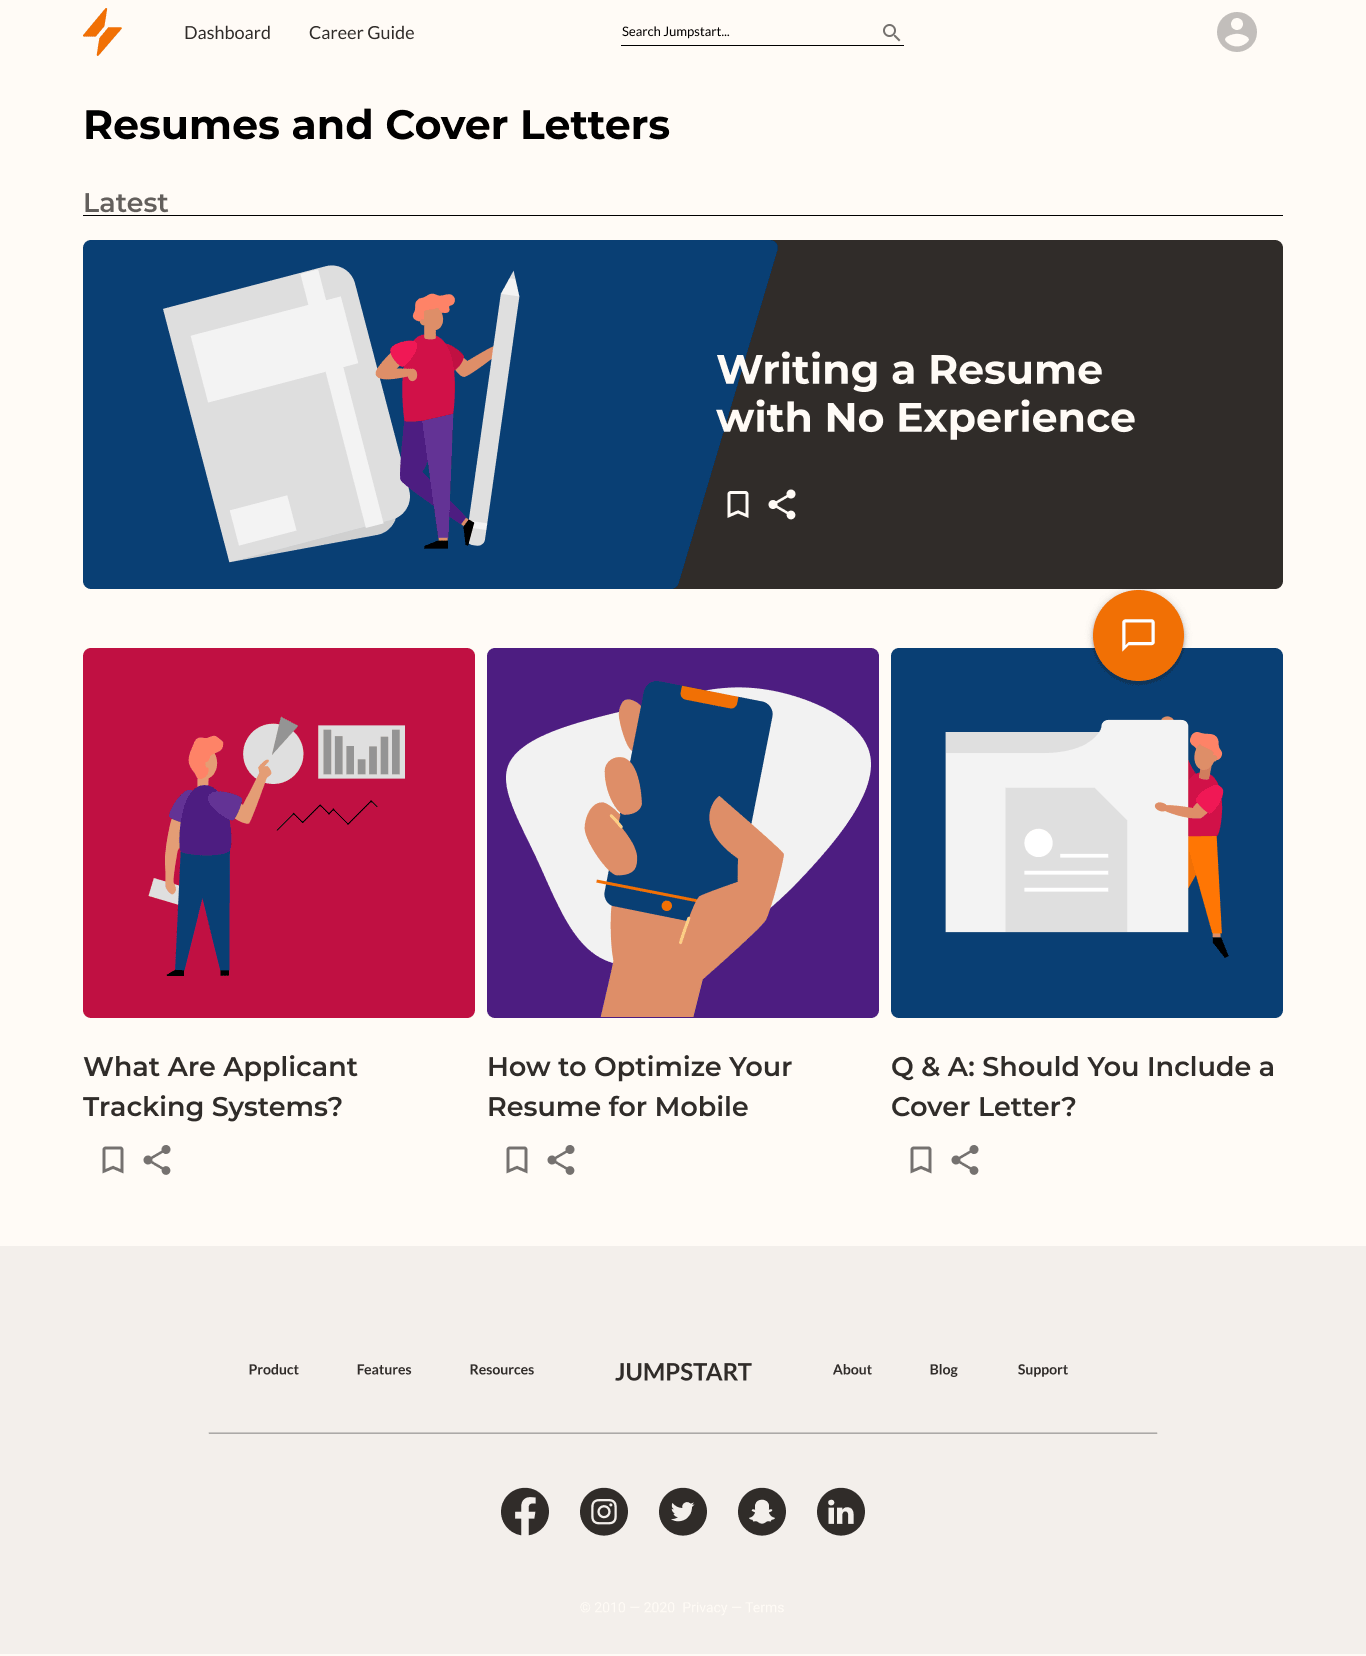 Dashboard
Career Guide
Search Jumpstart...
Resumes and Cover Letters
Latest
Writing a Resume
with No Experience
What Are Applicant
Tracking Systems?
How to Optimize Your
Resume for Mobile
Q & A: Should You Include a
Cover Letter?
Product
Features
Resources
JUMPSTART
About
Blog
Support
© 2010 — 2020 Privacy — Terms